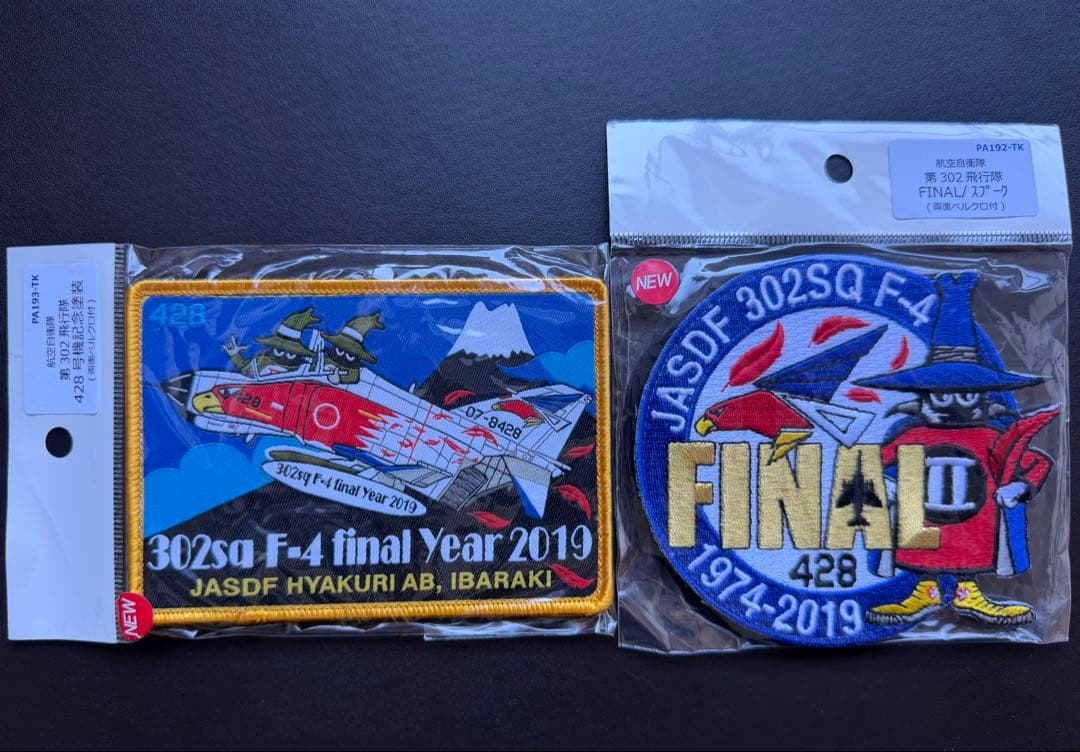 PA193-TK
航空自衛隊
第302飛行隊
428号機記念塗装
(両面ベルクロ付)
NEW
428
428
07-8428
302sq F-4 final Year 2019
302sq F-4 final Year 2019
JASDF HYAKURI AB, IBARAKI
PA192-TK
航空自衛隊
第302飛行隊
FINAL/ スプーク
(両面ベルクロ付)
NEW
JASDF 302SQ F-4
FINAL
II
428
1974-2019